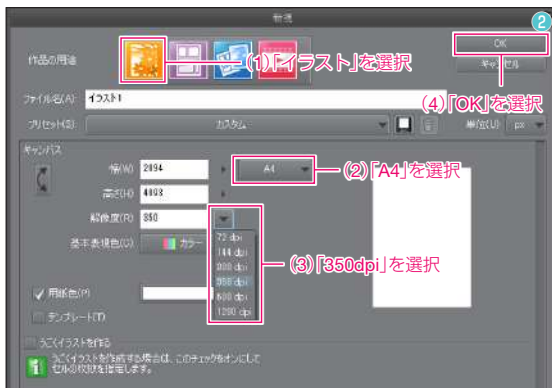 新規
2
作品の用途
OK
キャンセル
(1)「イラスト」を選択
ファイル名(A)
イラスト1
(4)「OK」を選択
プリセット(S)
カスタム
単位(U)
px
キャンバス
幅(W)
2894
A4
(2)「A4」を選択
高さ(H)
4093
解像度(R)
350
72 dpi
基本表現色(C)
カラー
144 dpi
(3)「350dpi」を選択
350 dpi
用紙色(P)
600 dpi
テンプレート(T)
1200 dpi
うごくイラストを作る
うごくイラストを作成する場合は、このチェックをオンにして
セルの枚数を指定します。